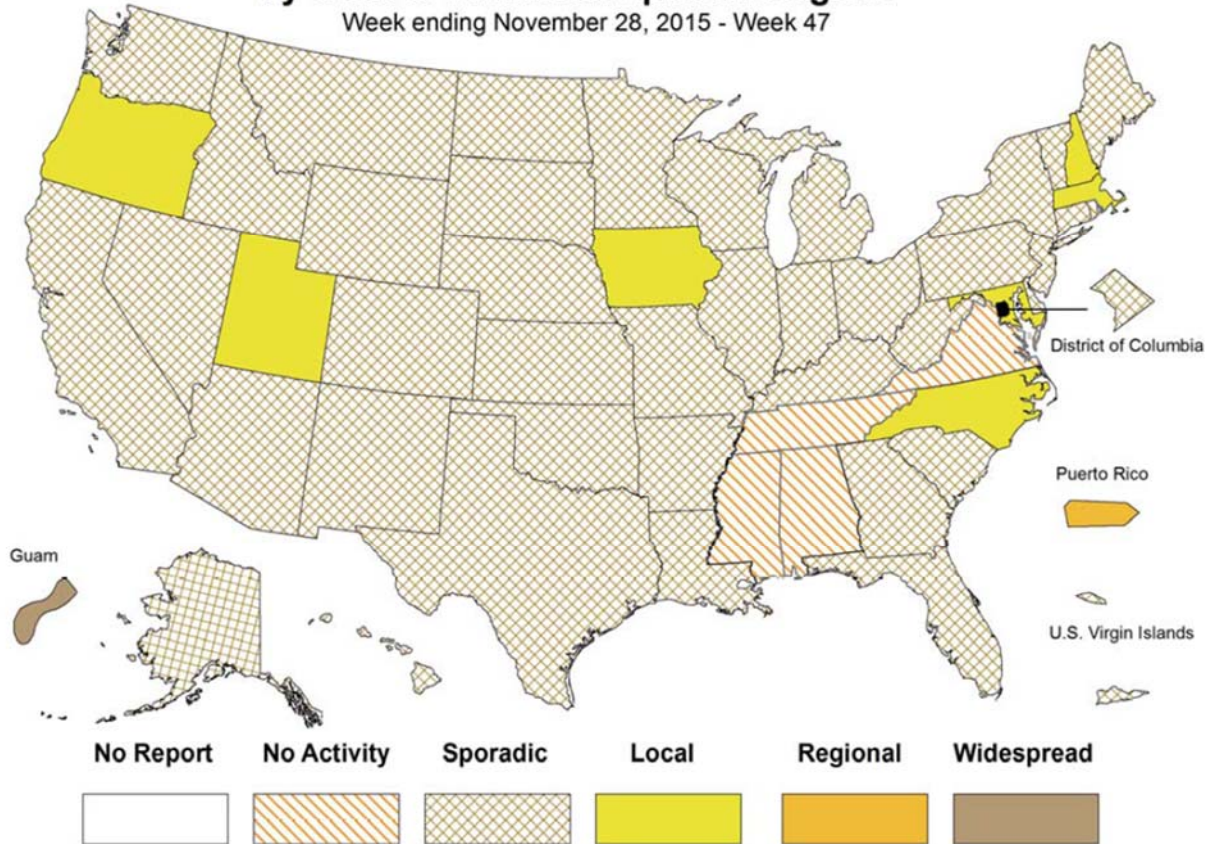 Week ending November 28, 2015 - Week 47
District of Columbia
Puerto Rico
Guam
U.S. Virgin Islands
No Report No Activity Sporadic Local Regional Widespread